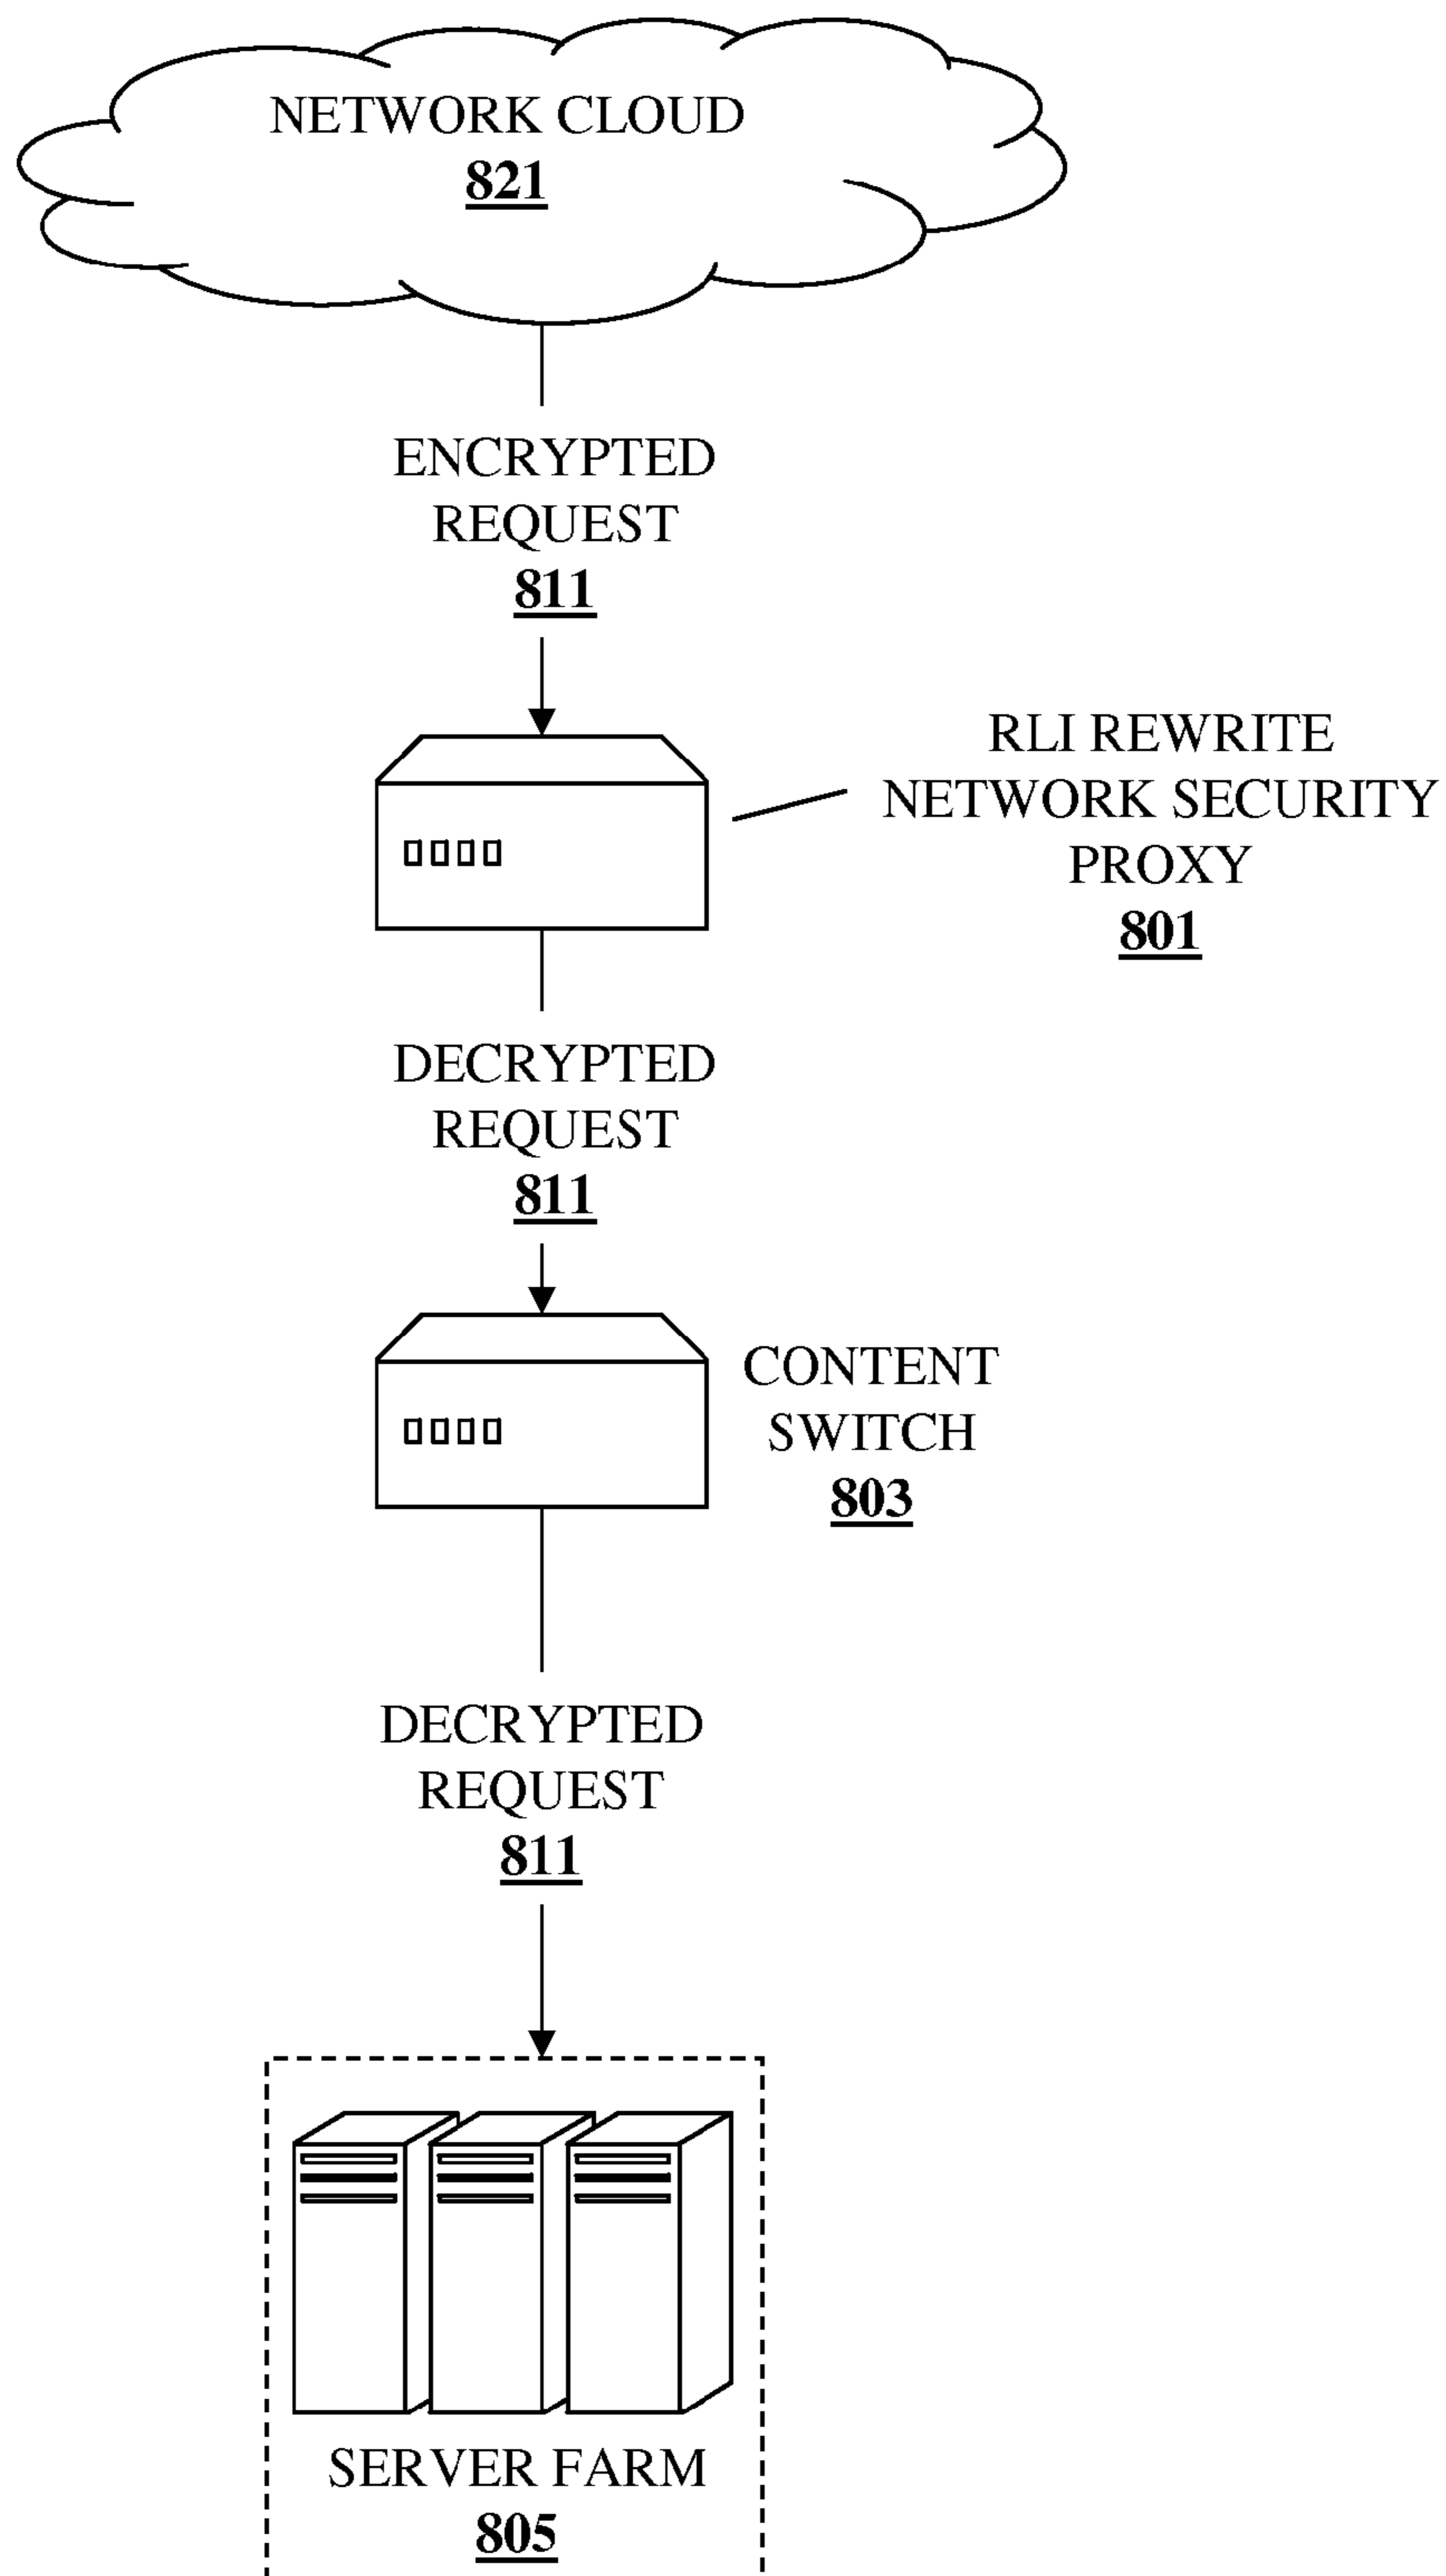 NETWORK CLOUD
821
ENCRYPTED
REQUEST
811
RLI REWRITE
NETWORK SECURITY
PROXY
801
DECRYPTED
REQUEST
811
CONTENT
SWITCH
803
DECRYPTED
REQUEST
811
SERVER FARM
805